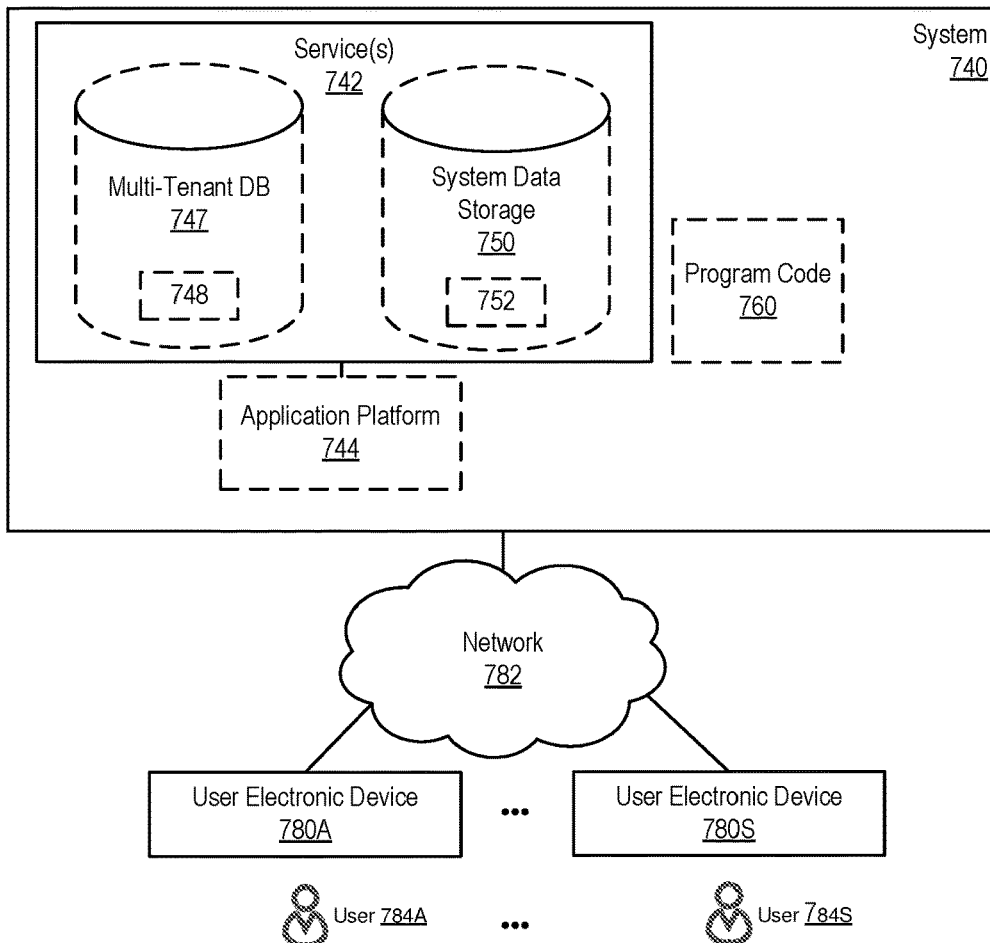 System
740
Service(s)
742
Multi-Tenant DB
747
748
System Data
Storage
750
752
Program Code
760
Application Platform
744
Network
782
User Electronic Device
780A
...
User Electronic Device
780S
User 784A
...
User 784S